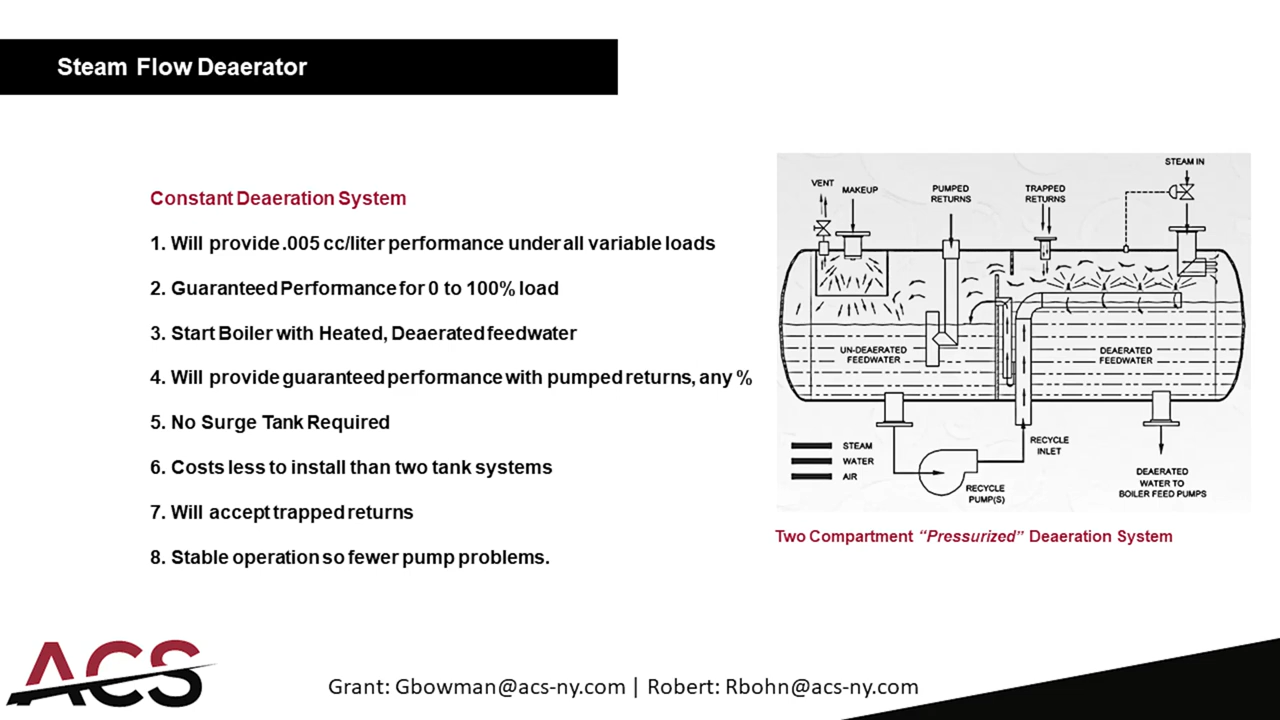 Steam Flow Deaerator
Constant Deaeration System
1. Will provide .005 cc/liter performance under all variable loads
2. Guaranteed Performance for 0 to 100% load
3. Start Boiler with Heated, Deaerated feedwater
4. Will provide guaranteed performance with pumped returns, any %
5. No Surge Tank Required
6. Costs less to install than two tank systems
7. Will accept trapped returns
8. Stable operation so fewer pump problems.
STEAM IN
VENT
MAKEUP
PUMPED
RETURNS
TRAPPED
RETURNS
UN-DEAERATED
FEEDWATER
DEAERATED
FEEDWATER
STEAM
WATER
AIR
RECYCLE
INLET
RECYCLE
PUMP(S)
DEAERATED
WATER TO
BOILER FEED PUMPS
Two Compartment “Pressurized” Deaeration System
ACS
Grant: Gbowman@acs-ny.com | Robert: Rbohn@acs-ny.com